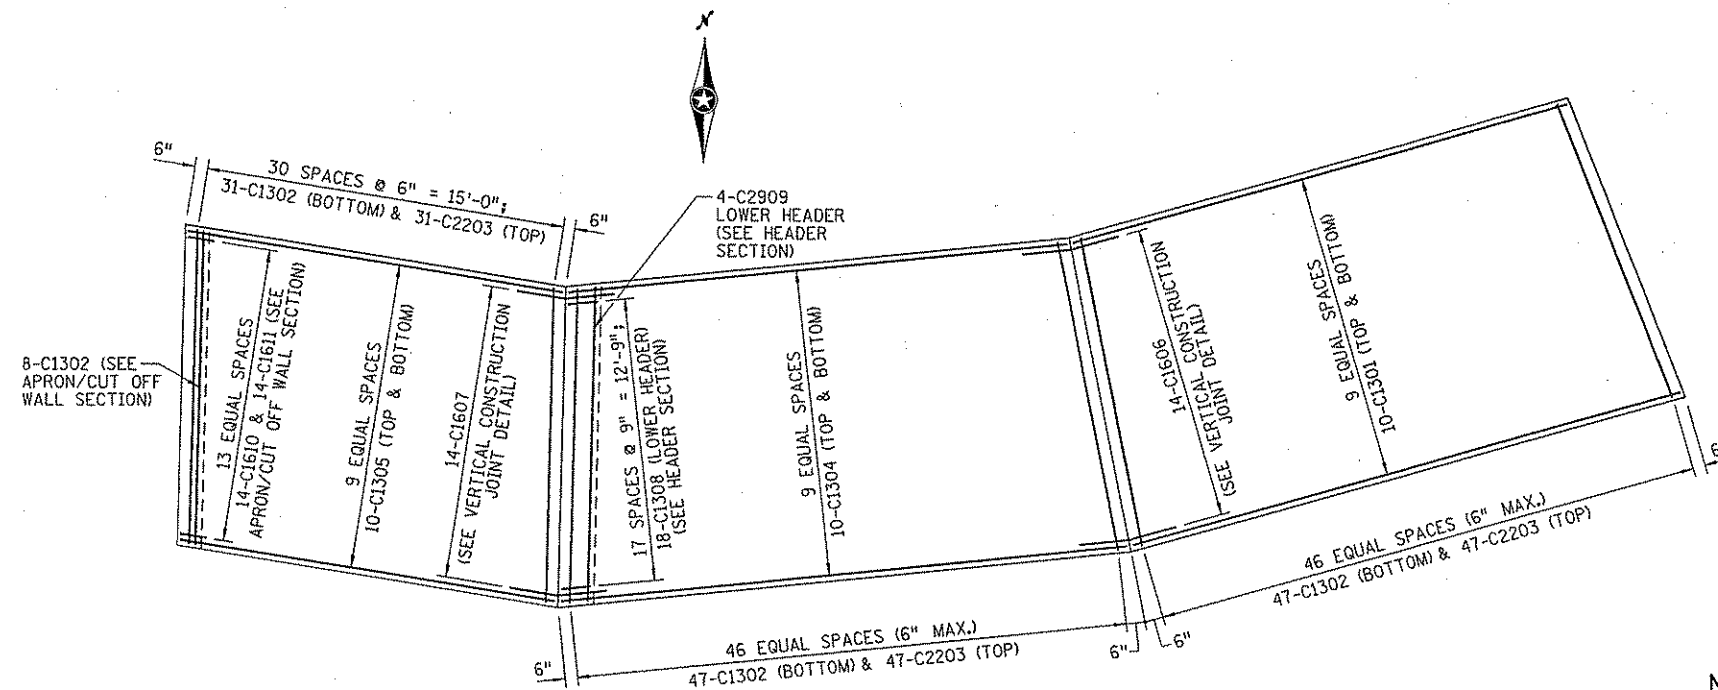 N
6"
30 SPACES @ 6" = 15'-0";
31-C1302 (BOTTOM) & 31-C2203 (TOP)
6"
4-C2909
LOWER HEADER
(SEE HEADER
SECTION)
8-C1302 (SEE
APRON/CUT OFF
WALL SECTION)
13 EQUAL SPACES
14-C1610 & 14-C1611 (SEE
APRON/CUT OFF WALL SECTION)
9 EQUAL SPACES
10-C1305 (TOP & BOTTOM)
14-C1607
(SEE VERTICAL CONSTRUCTION
JOINT DETAIL)
17 SPACES @ 9" = 12'-9";
18-C1308 (LOWER HEADER)
(SEE HEADER SECTION)
9 EQUAL SPACES
10-C1304 (TOP & BOTTOM)
14-C1606
(SEE VERTICAL CONSTRUCTION
JOINT DETAIL)
9 EQUAL SPACES
10-C1301 (TOP & BOTTOM)
6"
46 EQUAL SPACES (6" MAX.)
47-C1302 (BOTTOM) & 47-C2203 (TOP)
6"
6"
46 EQUAL SPACES (6" MAX.)
47-C1302 (BOTTOM) & 47-C2203 (TOP)